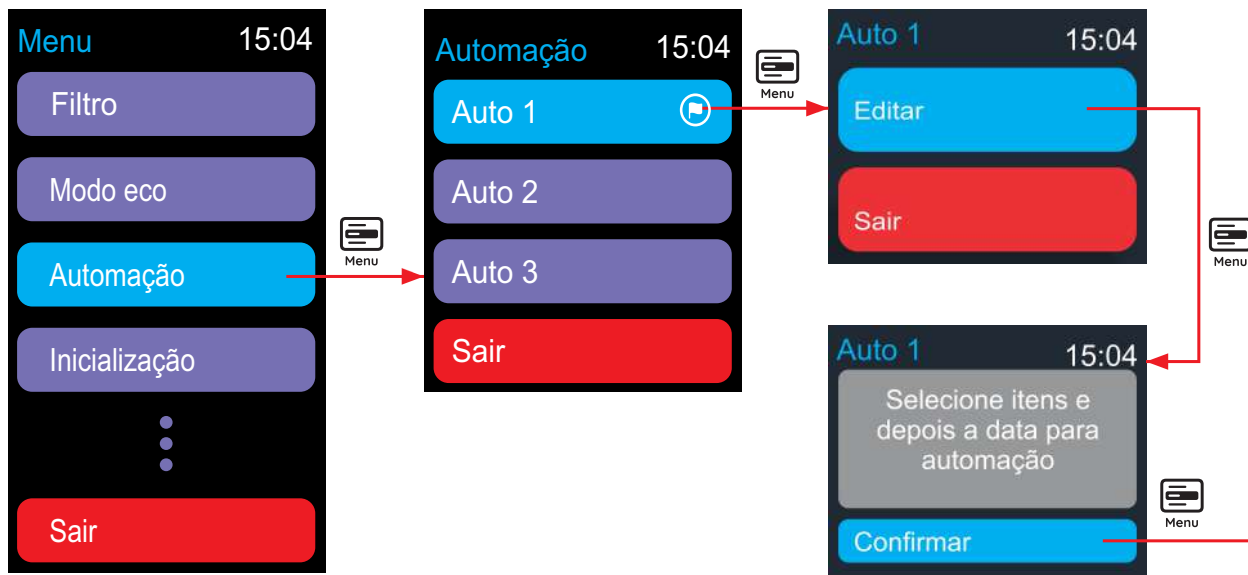 Menu 15:04
Filtro
Modo eco
Automação
Inicialização
Sair
Menu
Automação 15:04
Auto 1
Auto 2
Auto 3
Sair
Menu
Auto 1 15:04
Editar
Sair
Menu
Auto 1 15:04
Selecione itens e
depois a data para
automação
Confirmar
Menu